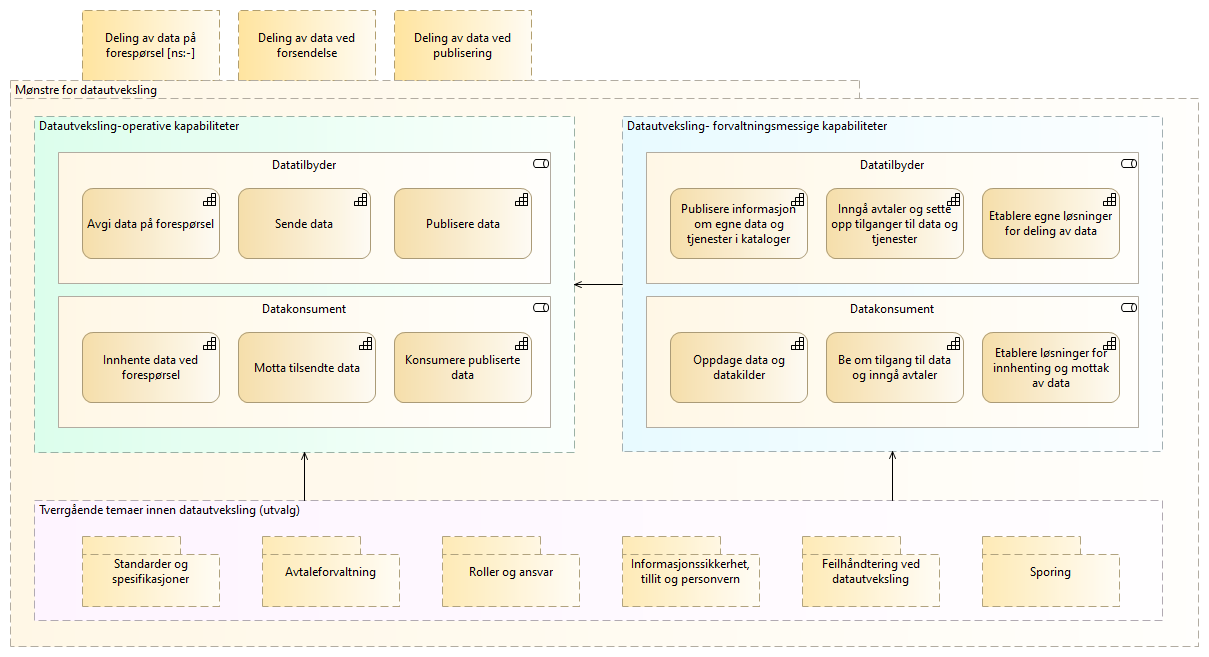 Deling av data på
forespørsel [ns:-]
Deling av data ved
forsendelse
Deling av data ved
publisering
Mønstre for datautveksling
Datautveksling-operative kapabiliteter
Datatilbyder
Avgi data på forespørsel
Sende data
Publisere data
Datakonsument
Innhente data ved
forespørsel
Motta tilsendte data
Konsumere publiserte
data
Datautveksling- forvaltningsmessige kapabiliteter
Datatilbyder
Publisere informasjon
om egne data og
tjenester i kataloger
Inngå avtaler og sette
opp tilganger til data og
tjenester
Etablere egne løsninger
for deling av data
Datakonsument
Oppdage data og
datakilder
Be om tilgang til data
og inngå avtaler
Etablere løsninger for
innhenting og mottak
av data
Tverrgående temaer innen datautveksling (utvalg)
Standarder og
spesifikasjoner
Avtaleforvaltning
Roller og ansvar
Informasjonssikkerhet,
tillit og personvern
Feilhåndtering ved
datautveksling
Sporing